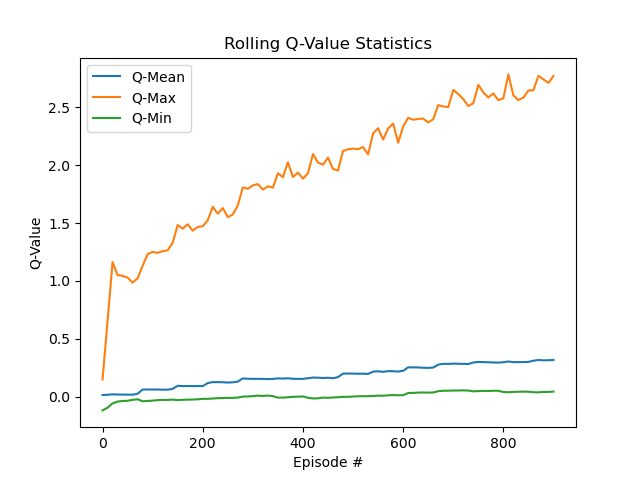 Rolling Q-Value Statistics
Q-Mean
Q-Max
Q-Min
Q-Value
2.5
2.0
1.5
1.0
0.5
0.0
0 200 400 600 800
Episode #